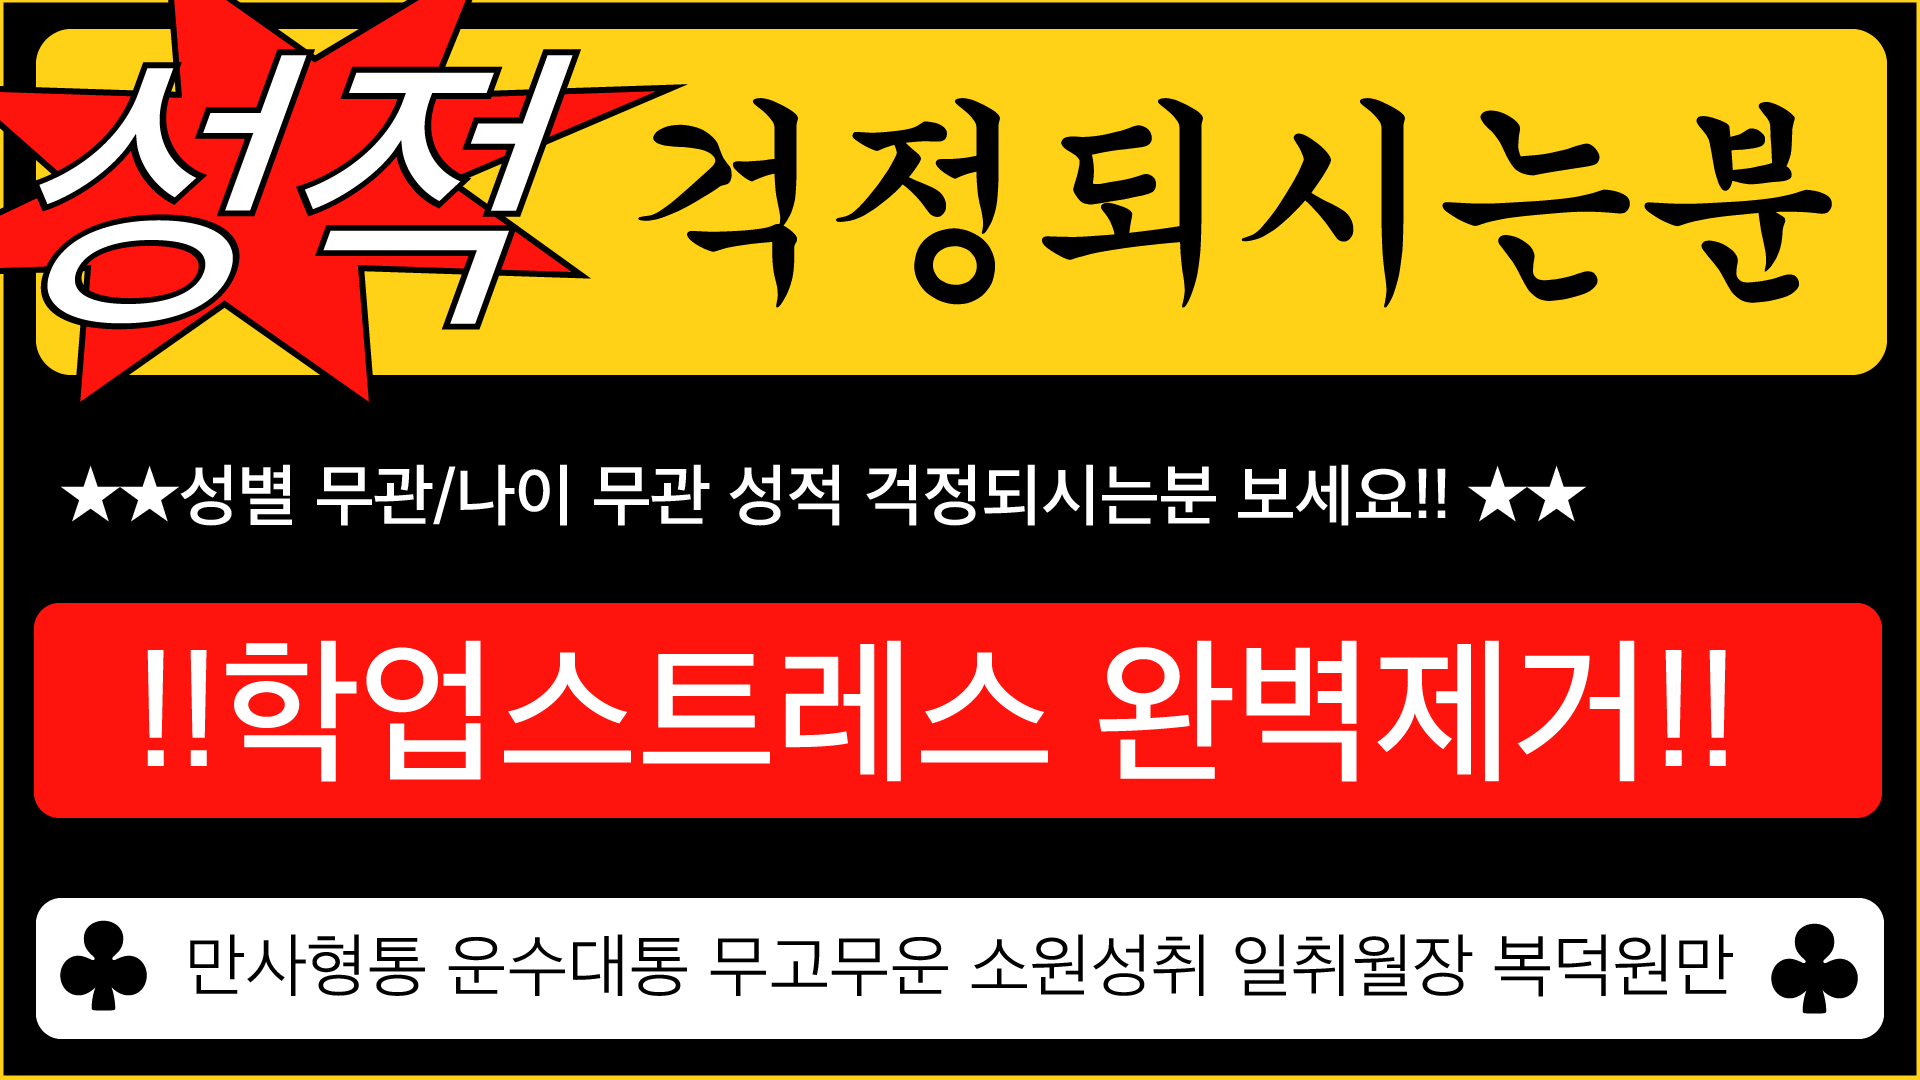 성적 걱정되시는분
★★성별 무관/나이 무관 성적 걱정되시는분 보세요!! ★★
!!학업스트레스 완벽제거!!
♣ 만사형통 운수대통 무고무운 소원성취 일취월장 복덕원만 ♣